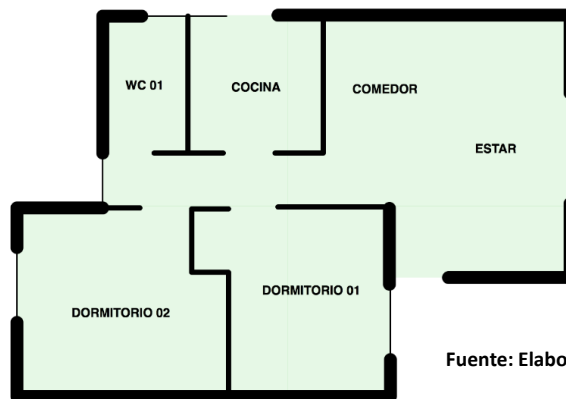 WC 01
COCINA
COMEDOR
ESTAR
DORMITORIO 01
DORMITORIO 02
Fuente: Elabo